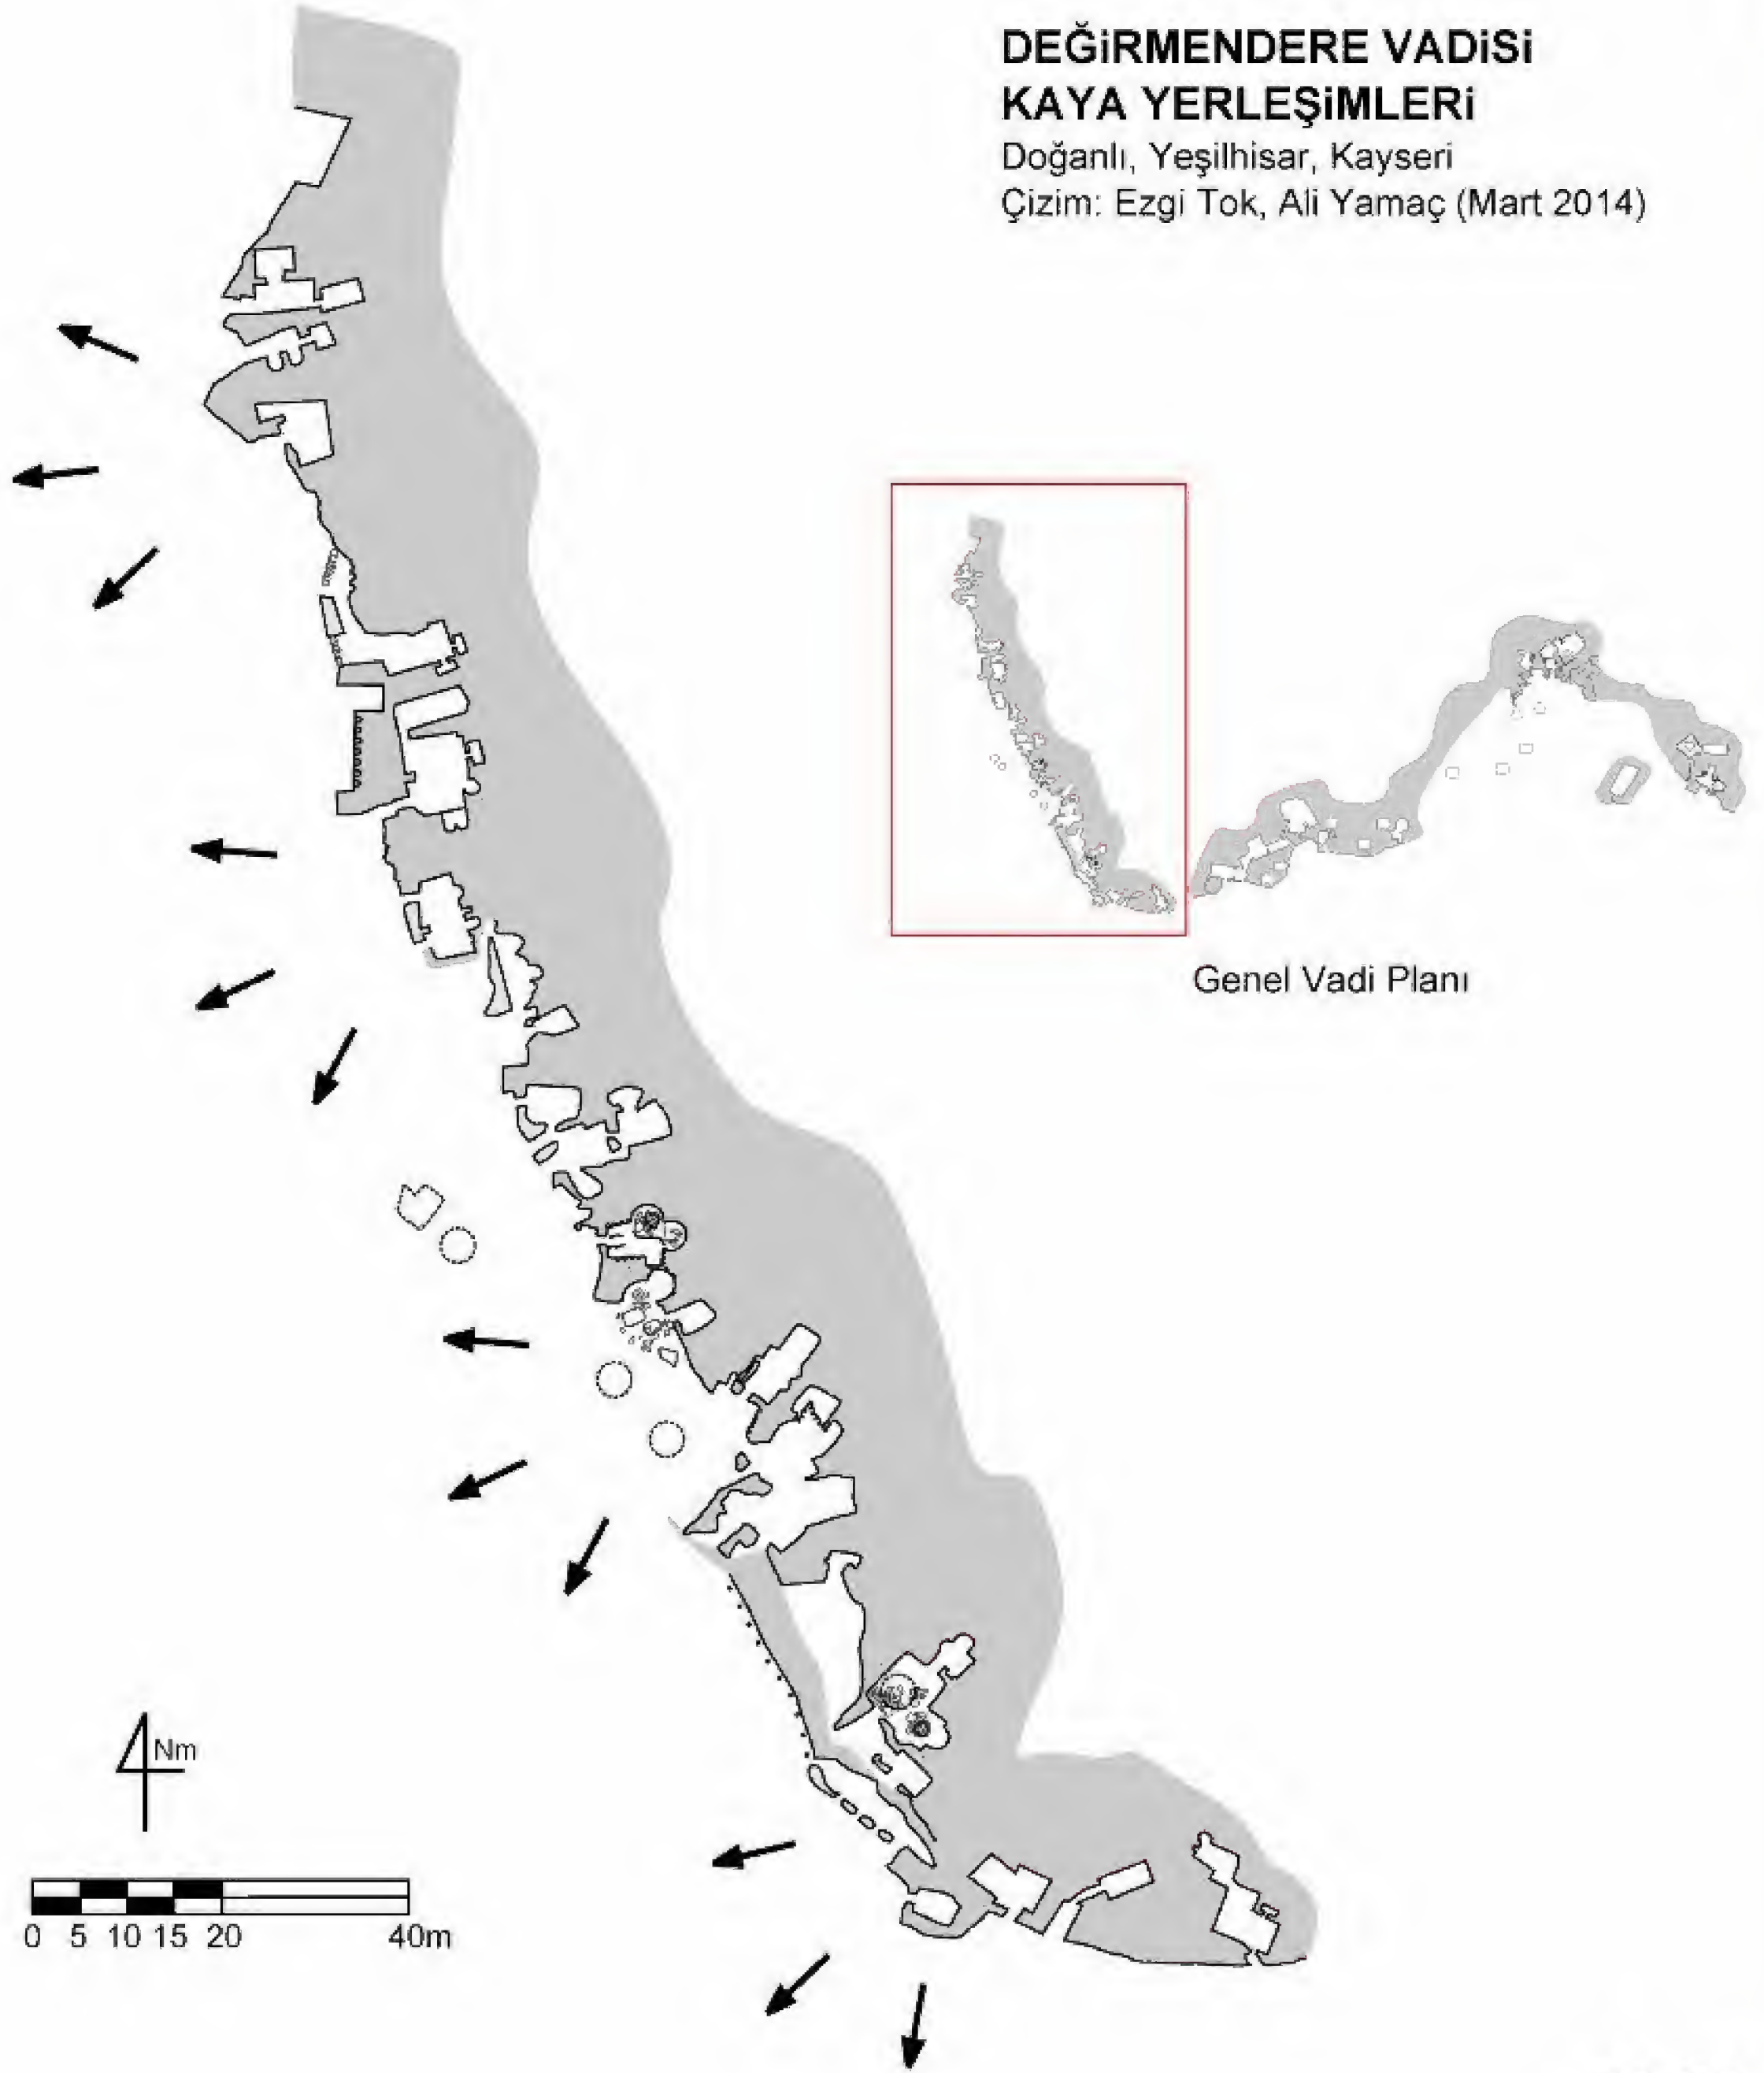 DEĞİRMENDERE VADİSİ
KAYA YERLEŞİMLERİ
Doğanlı, Yeşilhisar, Kayseri
Çizim: Ezgi Tok, Ali Yamaç (Mart 2014)
Genel Vadi Planı
Nm
0 5 10 15 20 40m